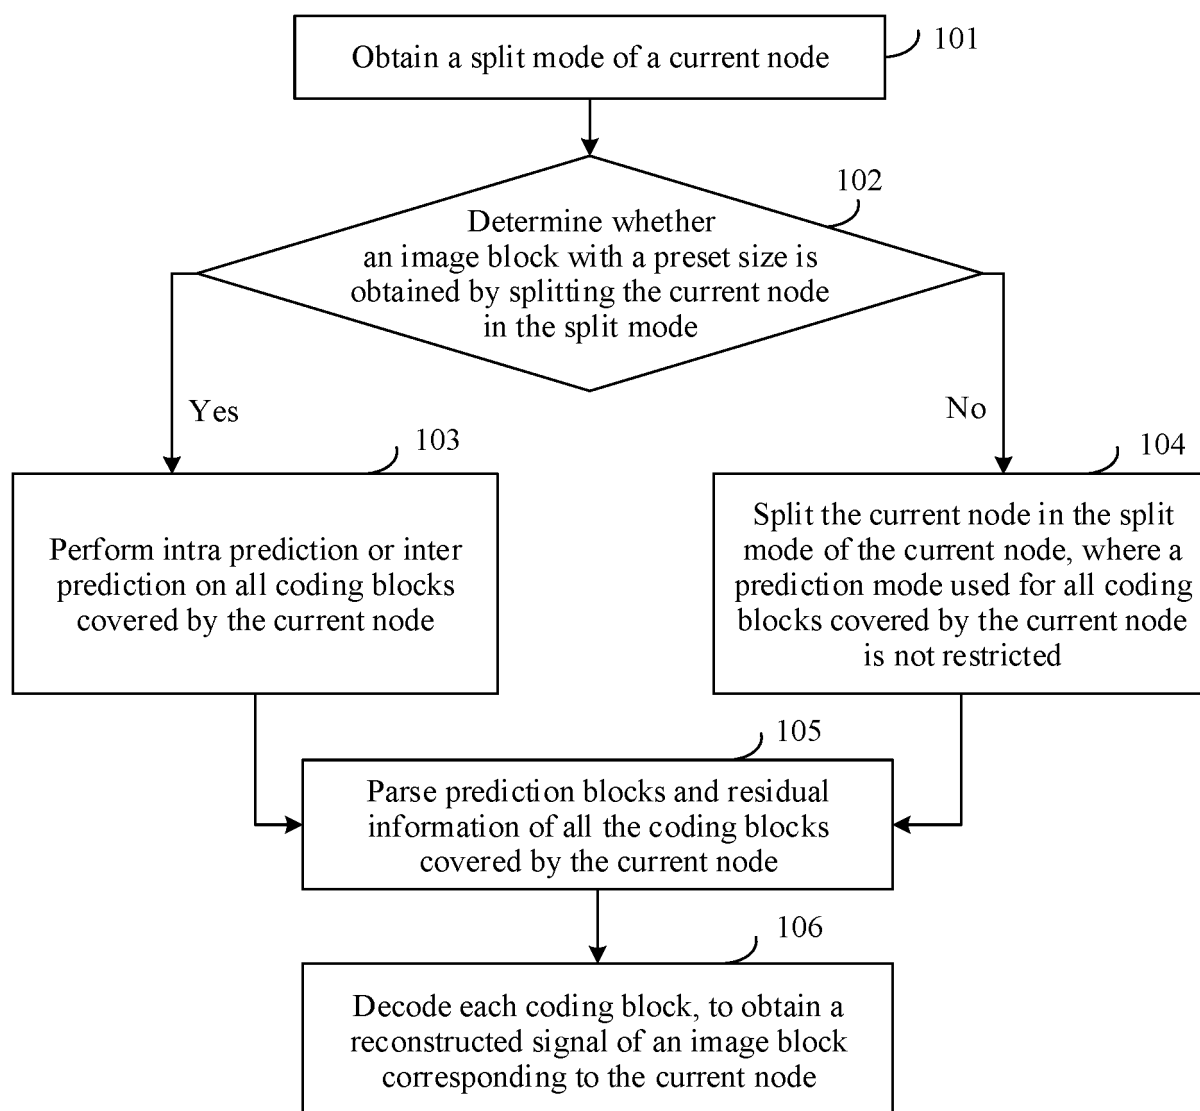 Obtain a split mode of a current node
101
102
Determine whether
an image block with a preset size is
obtained by splitting the current node
in the split mode
Yes
No
103
104
Perform intra prediction or inter
prediction on all coding blocks
covered by the current node
Split the current node in the split
mode of the current node, where a
prediction mode used for all coding
blocks covered by the current node
is not restricted
105
Parse prediction blocks and residual
information of all the coding blocks
covered by the current node
106
Decode each coding block, to obtain a
reconstructed signal of an image block
corresponding to the current node